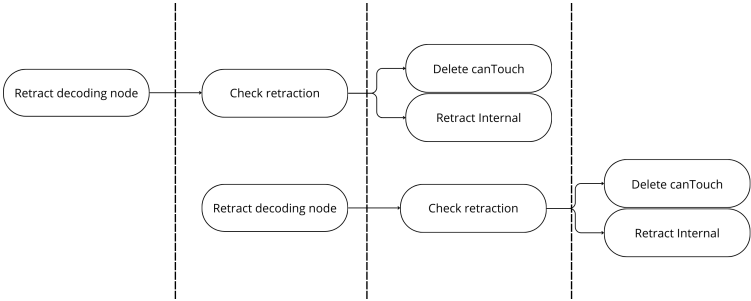 Retract decoding node
Check retraction
Delete canTouch
Retract Internal
Retract decoding node
Check retraction
Delete canTouch
Retract Internal